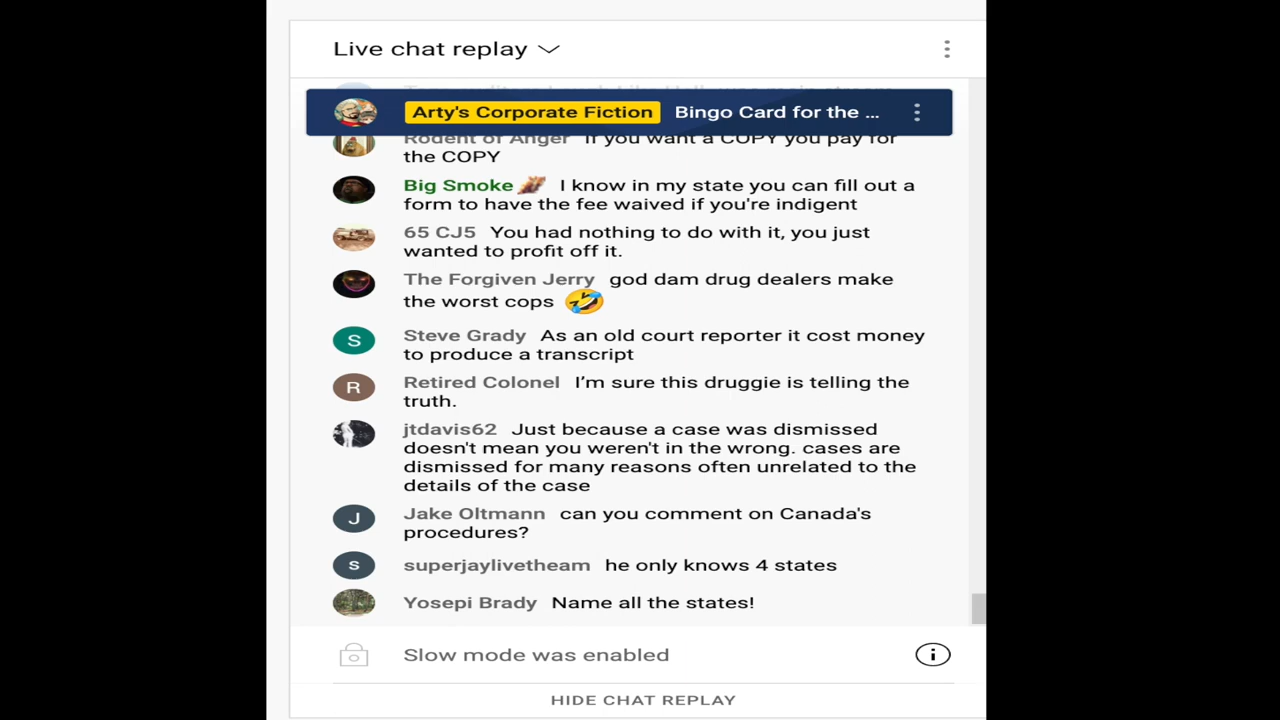 Live chat replay
Arty's Corporate Fiction Bingo Card for the ...
Rodent of Anger If you want a COPY you pay for
the COPY
Big Smoke I know in my state you can fill out a
form to have the fee waived if you're indigent
65 CJ5 You had nothing to do with it, you just
wanted to profit off it.
The Forgiven Jerry god dam drug dealers make
the worst cops 🤣
Steve Grady As an old court reporter it cost money
to produce a transcript
Retired Colonel I’m sure this druggie is telling the
truth.
jtdavis62 Just because a case was dismissed
doesn't mean you weren't in the wrong. cases are
dismissed for many reasons often unrelated to the
details of the case
Jake Oltmann can you comment on Canada's
procedures?
superjaylivetheam he only knows 4 states
Yosepi Brady Name all the states!
Slow mode was enabled
HIDE CHAT REPLAY